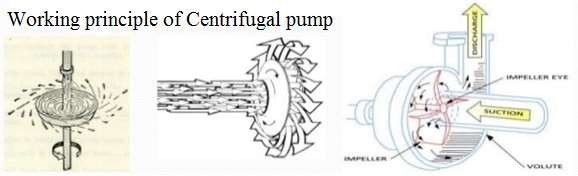 Working principle of Centrifugal pump
DISCHARGE
IMPELLER EYE
SUCTION
IMPELLER
VOLUTE